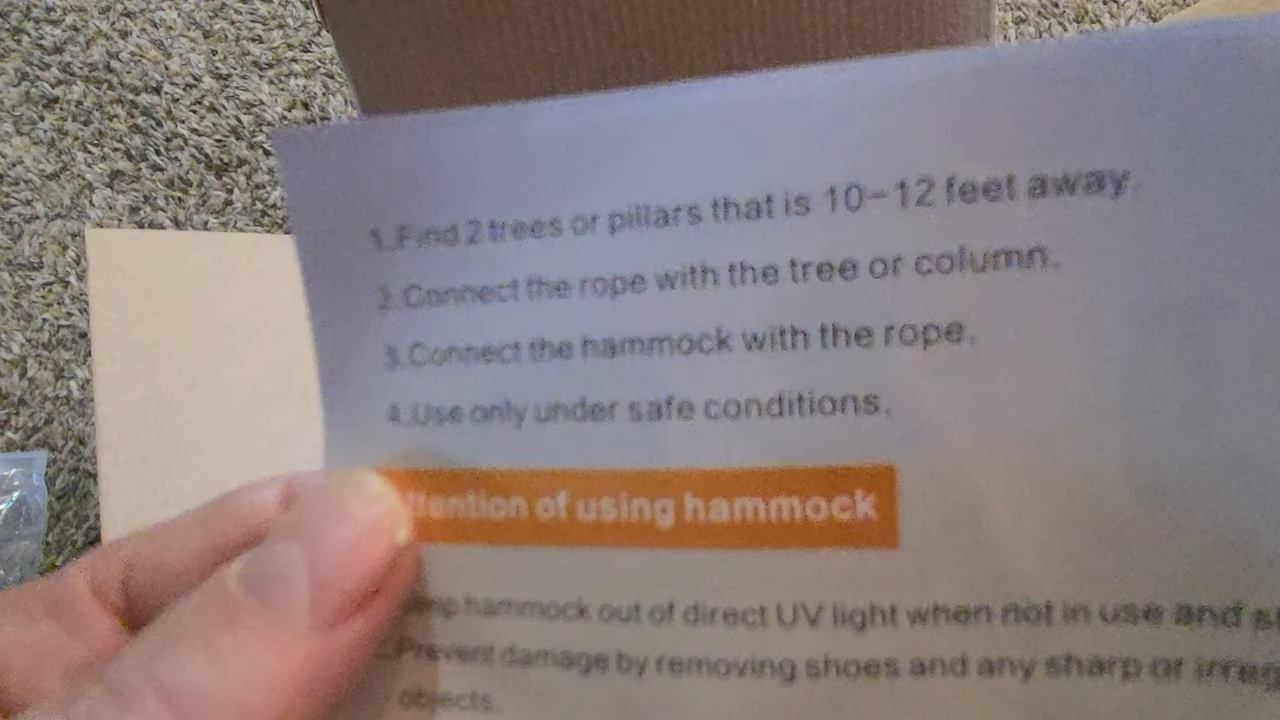 1.Find 2 trees or pillars that is 10-12 feet away.
2.Connect the rope with the tree or column.
3.Connect the hammock with the rope.
4.Use only under safe conditions.
of using hammock
hammock out of direct UV light when not in use and
Prevent damage by removing shoes and any sharp or
objects.